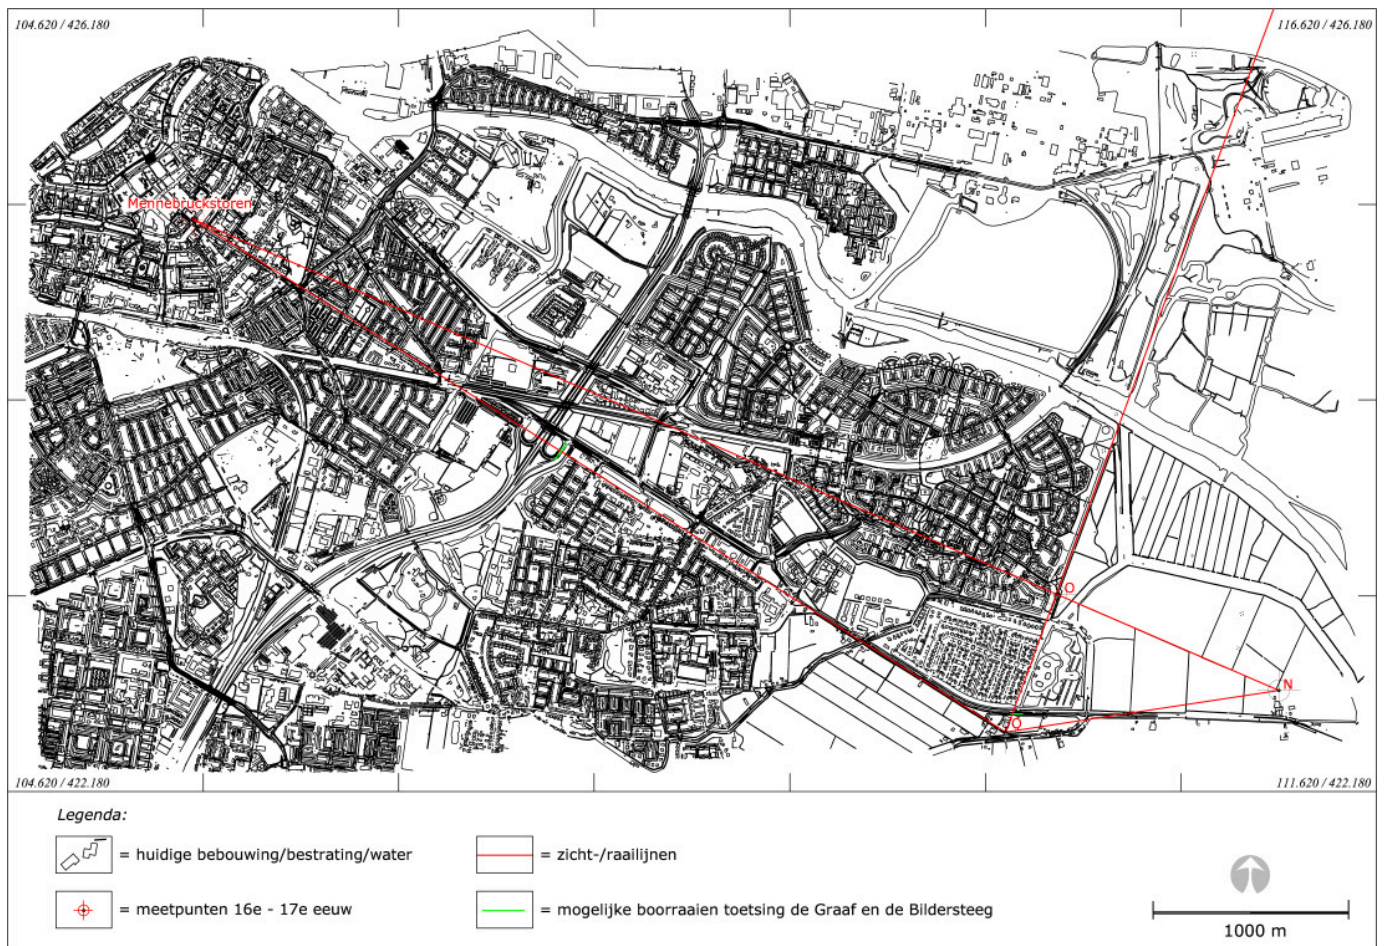 104.620 / 426.180
116.620 / 426.180
Mennebruckstoren
O
N
O
104.620 / 422.180
111.620 / 422.180
Legenda:
= huidige bebouwing/bestrating/water
= zicht-/raailijnen
= meetpunten 16e - 17e eeuw
= mogelijke boorraaien toetsing de Graaf en de Bildersteeg
1000 m